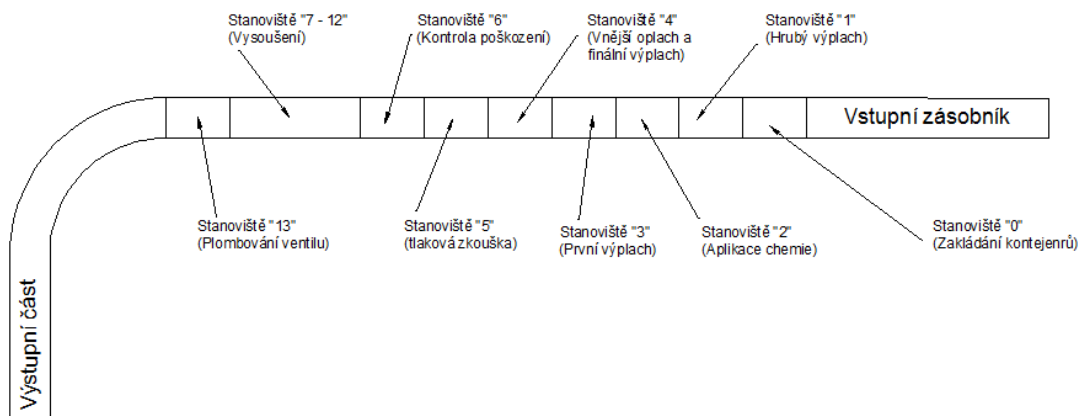 Stanoviště "7 - 12"
(Vysoušení)
Stanoviště "6"
(Kontrola poškození)
Stanoviště "4"
(Vnější oplach a
finální výplach)
Stanoviště "1"
(Hrubý výplach)
Vstupní zásobník
Stanoviště "13"
(Plombování ventilu)
Stanoviště "5"
(tlaková zkouška)
Stanoviště "3"
(První výplach)
Stanoviště "2"
(Aplikace chemie)
Stanoviště "0"
(Zakládání kontejenrů)
Výstupní část